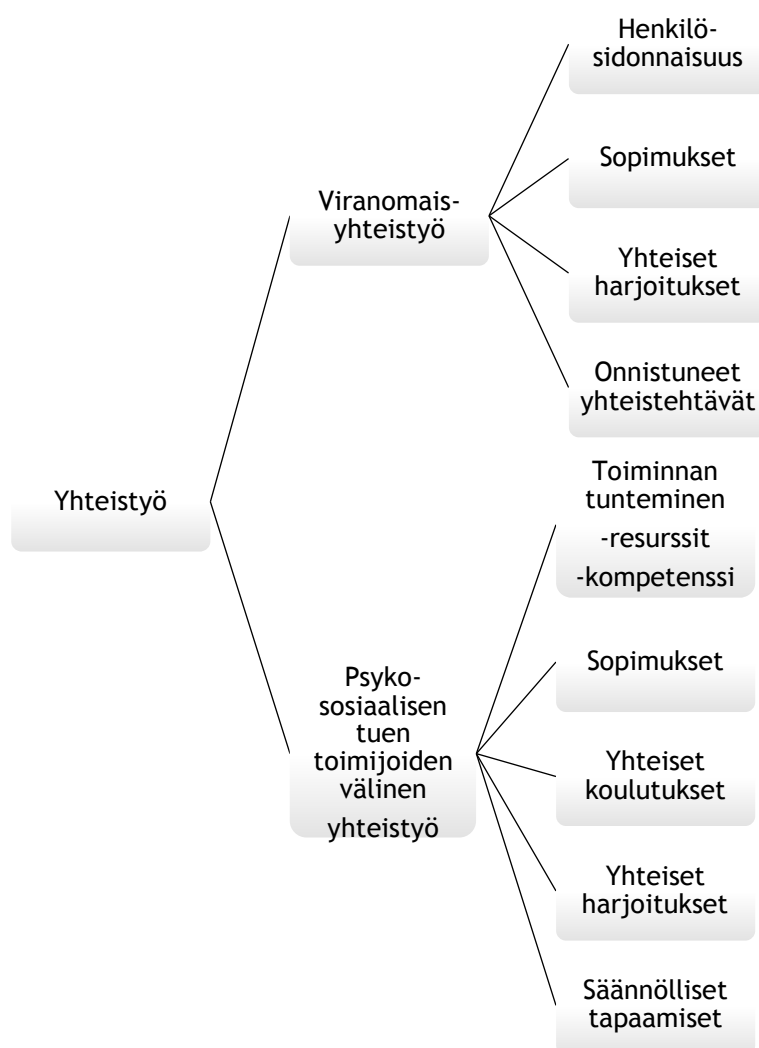 Henkilö-
sidonnaisuus
Sopimukset
Viranomais-
yhteistyö
Yhteiset
harjoitukset
Onnistuneet
yhteistehtävät
Yhteistyö
Toiminnan
tunteminen
-resurssit
-kompetenssi
Sopimukset
Psyko-
sosiaalisen
tuen
toimijoiden
välinen
yhteistyö
Yhteiset
koulutukset
Yhteiset
harjoitukset
Säännölliset
tapaamiset